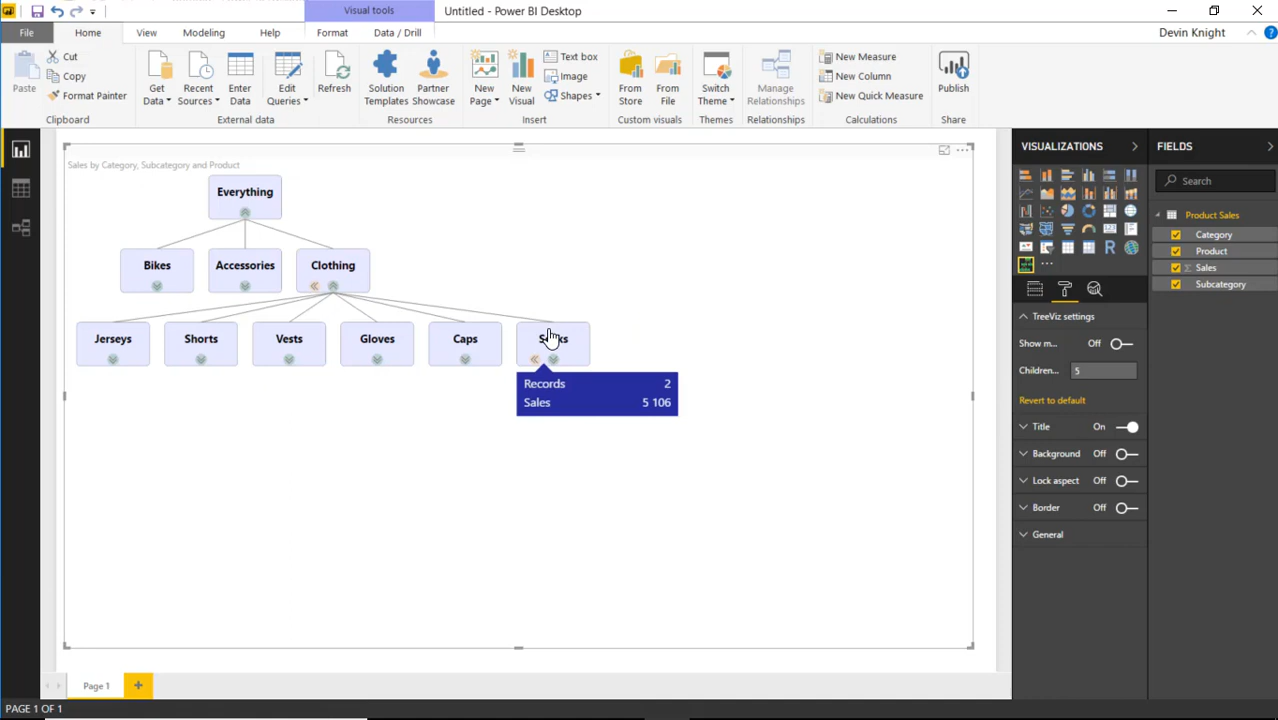 Visual tools
Untitled - Power BI Desktop
File
Home
View
Modeling
Help
Format
Data / Drill
Devin Knight
Paste
Cut
Copy
Format Painter
Clipboard
Get Data
Recent Sources
Enter Data
Edit Queries
Refresh
External data
Solution Templates
Partner Showcase
Resources
New Page
New Visual
Text box
Image
Shapes
Insert
From Store
From File
Custom visuals
Switch Theme
Themes
Manage Relationships
Relationships
New Measure
New Column
New Quick Measure
Calculations
Publish
Share
Sales by Category, Subcategory and Product
Everything
Bikes
Accessories
Clothing
Jerseys
Shorts
Vests
Gloves
Caps
Records 2
Sales 5 106
VISUALIZATIONS
R
TreeViz settings
Show m... Off
Children... 5
Revert to default
Title On
Background Off
Lock aspect Off
Border Off
General
FIELDS
Search
Product Sales
Category
Product
Σ Sales
Subcategory
Page 1
PAGE 1 OF 1